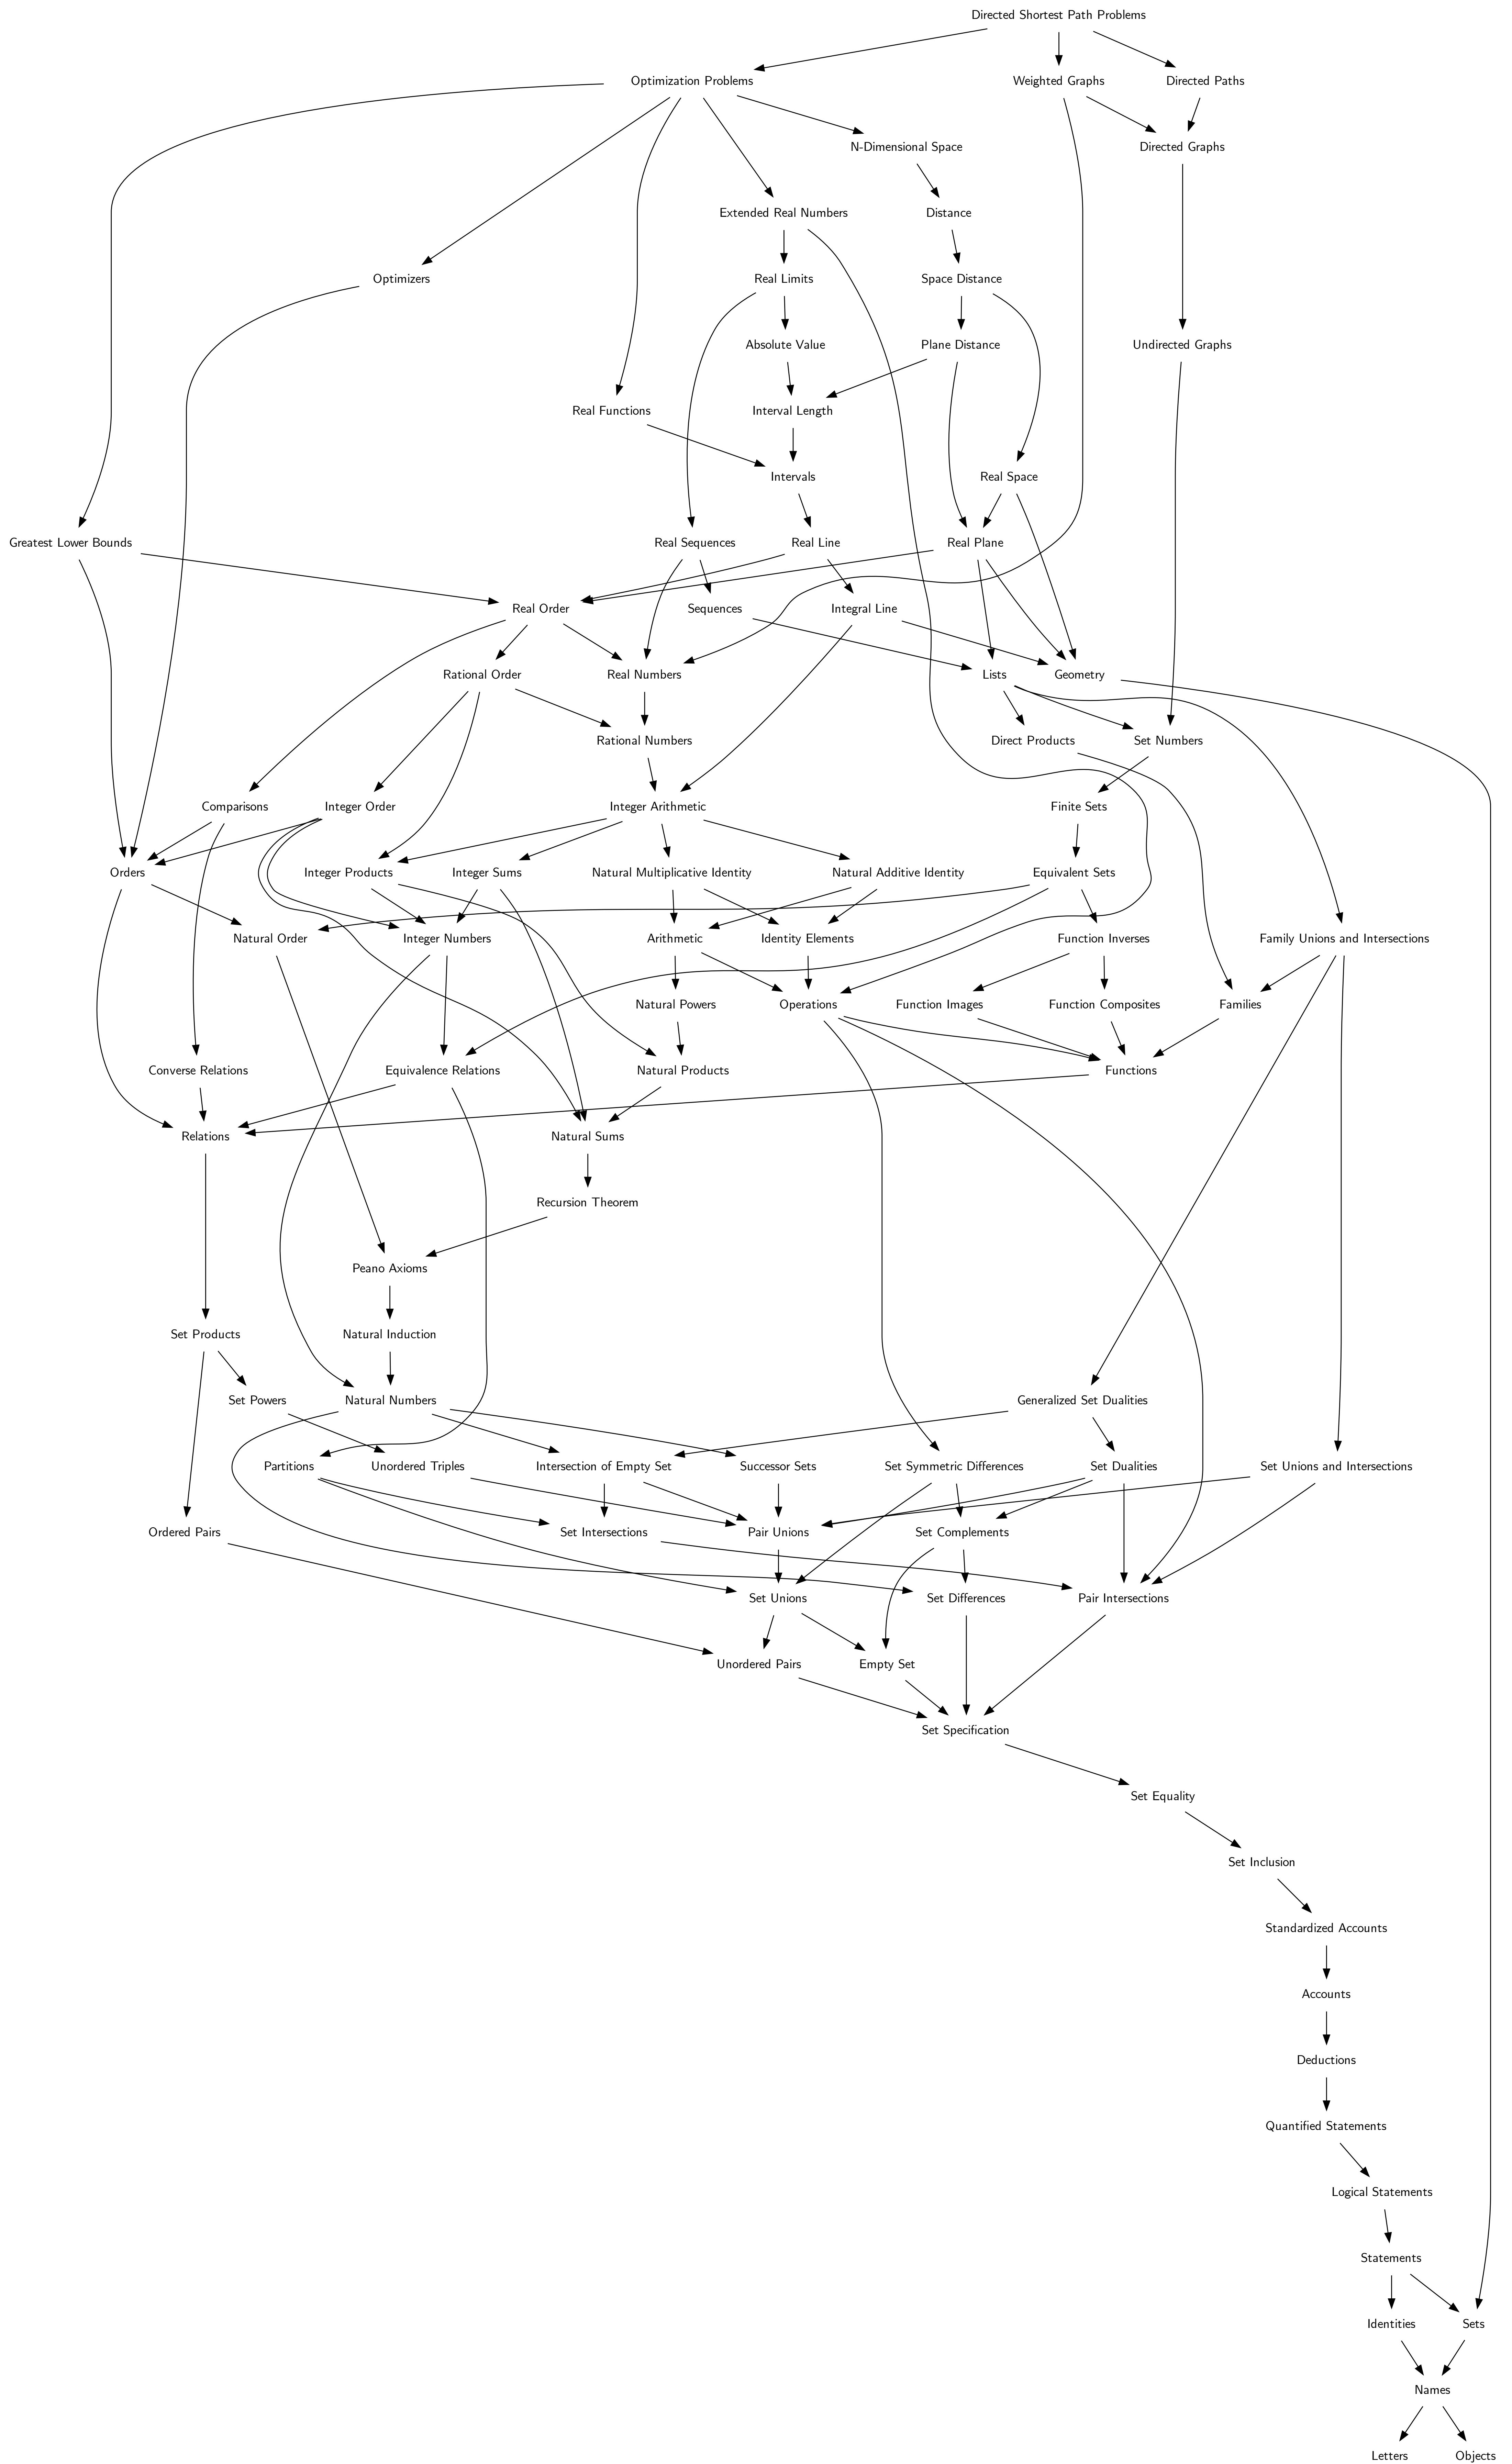 Directed Shortest Path Problems
Optimization Problems
Weighted Graphs
Directed Paths
N-Dimensional Space
Directed Graphs
Extended Real Numbers
Distance
Optimizers
Real Limits
Space Distance
Absolute Value
Plane Distance
Undirected Graphs
Real Functions
Interval Length
Intervals
Real Space
Greatest Lower Bounds
Real Sequences
Real Line
Real Plane
Real Order
Sequences
Integral Line
Rational Order
Real Numbers
Lists
Geometry
Rational Numbers
Direct Products
Set Numbers
Comparisons
Integer Order
Integer Arithmetic
Finite Sets
Orders
Integer Products
Integer Sums
Natural Multiplicative Identity
Natural Additive Identity
Equivalent Sets
Natural Order
Integer Numbers
Arithmetic
Identity Elements
Function Inverses
Family Unions and Intersections
Natural Powers
Operations
Function Images
Function Composites
Families
Converse Relations
Equivalence Relations
Natural Products
Functions
Relations
Natural Sums
Recursion Theorem
Peano Axioms
Set Products
Natural Induction
Set Powers
Natural Numbers
Generalized Set Dualities
Partitions
Unordered Triples
Intersection of Empty Set
Successor Sets
Set Symmetric Differences
Set Dualities
Set Unions and Intersections
Ordered Pairs
Set Intersections
Pair Unions
Set Complements
Set Unions
Set Differences
Pair Intersections
Unordered Pairs
Empty Set
Set Specification
Set Equality
Set Inclusion
Standardized Accounts
Accounts
Deductions
Quantified Statements
Logical Statements
Statements
Identities
Sets
Names
Letters
Objects